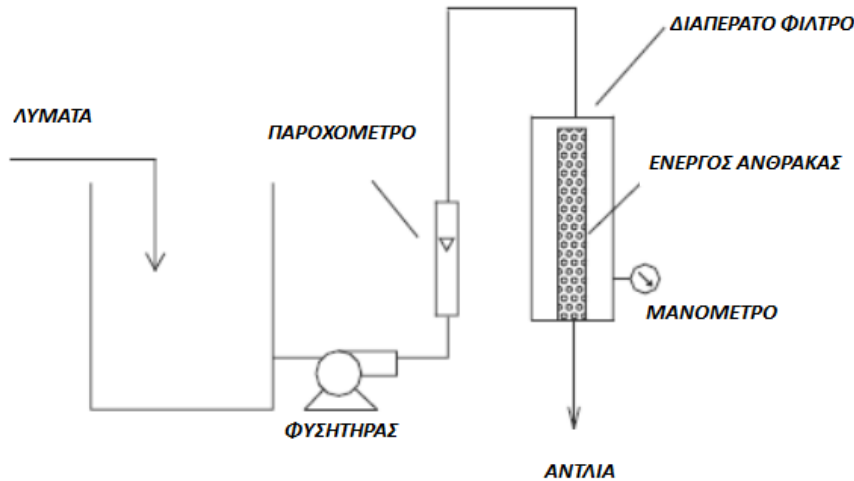 ΔΙΑΠΕΡΑΤΟ ΦΙΛΤΡΟ
ΛΥΜΑΤΑ
ΠΑΡΟΧΟΜΕΤΡΟ
ΕΝΕΡΓΟΣ ΑΝΘΡΑΚΑΣ
ΜΑΝΟΜΕΤΡΟ
ΦΥΣΗΤΗΡΑΣ
ΑΝΤΛΙΑ